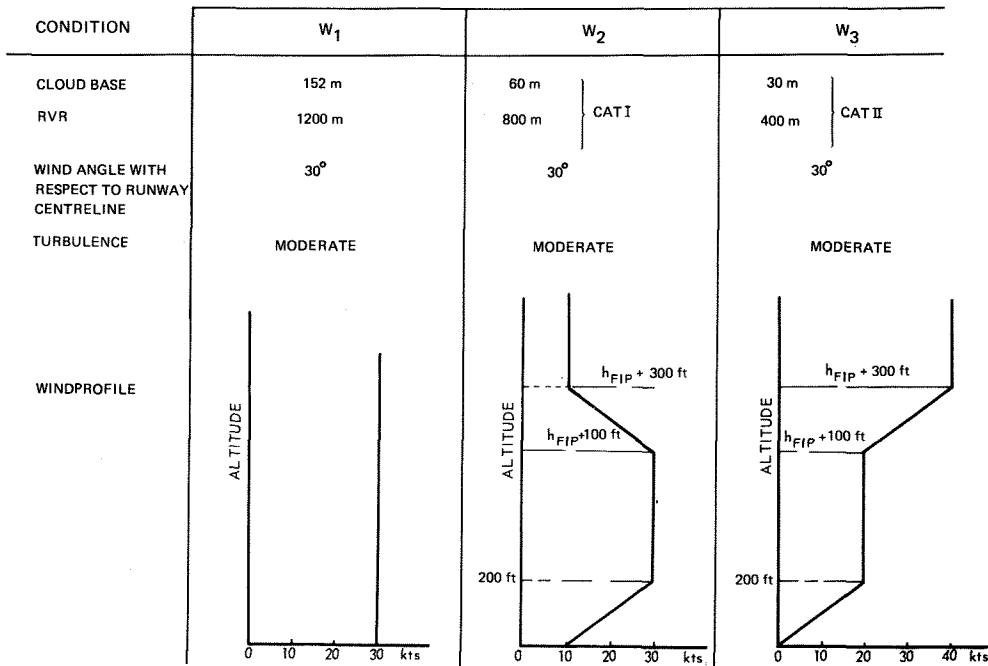 CONDITION W1 W2 W3
CLOUD BASE 152 m 60 m 30 m
CAT I CAT II
RVR 1200 m 800 m 400 m
WIND ANGLE WITH 30° 30° 30°
RESPECT TO RUNWAY
CENTRELINE
TURBULENCE MODERATE MODERATE MODERATE
WINDPROFILE
ALTITUDE
0 10 20 30 kts
hFIP + 300 ft
hFIP+100 ft
ALTITUDE
200 ft
0 10 20 30 kts.
hFIP + 300 ft
hFIP +100 ft
ALTITUDE
200 ft
0 10 20 30 40 kts